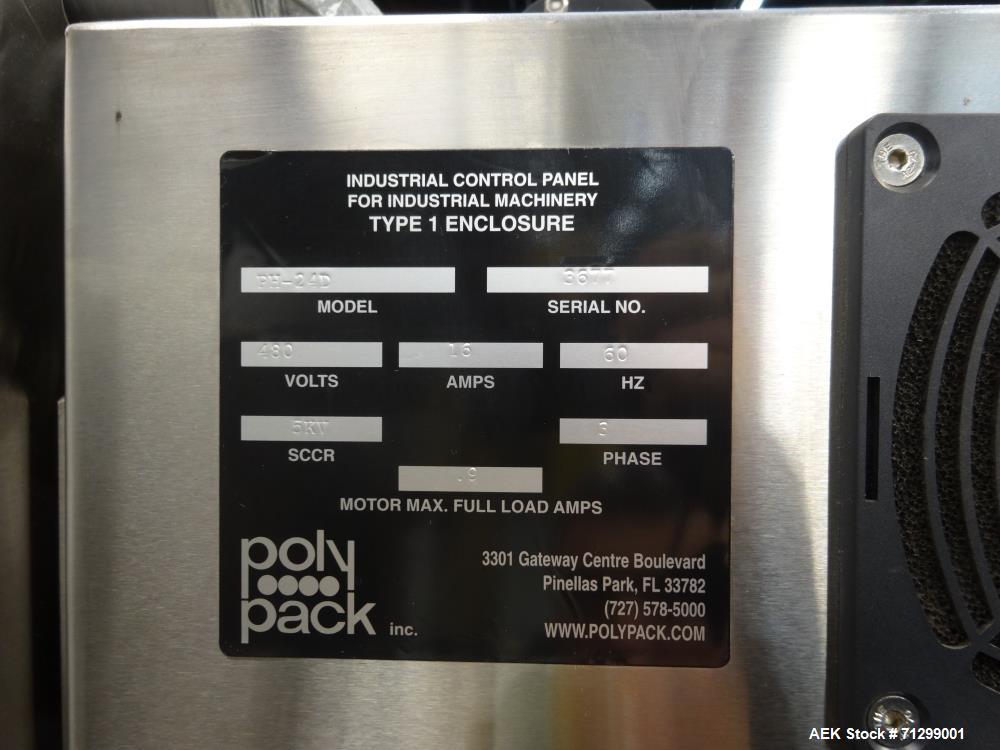 INDUSTRIAL CONTROL PANEL
FOR INDUSTRIAL MACHINERY
TYPE 1 ENCLOSURE
PH-24D 3677
MODEL SERIAL NO.
480 16 60
VOLTS AMPS HZ
5KV 3
SCCR PHASE
.9
MOTOR MAX. FULL LOAD AMPS
poly
pack inc.
3301 Gateway Centre Boulevard
Pinellas Park, FL 33782
(727) 578-5000
WWW.POLYPACK.COM
AEK Stock # 71299001